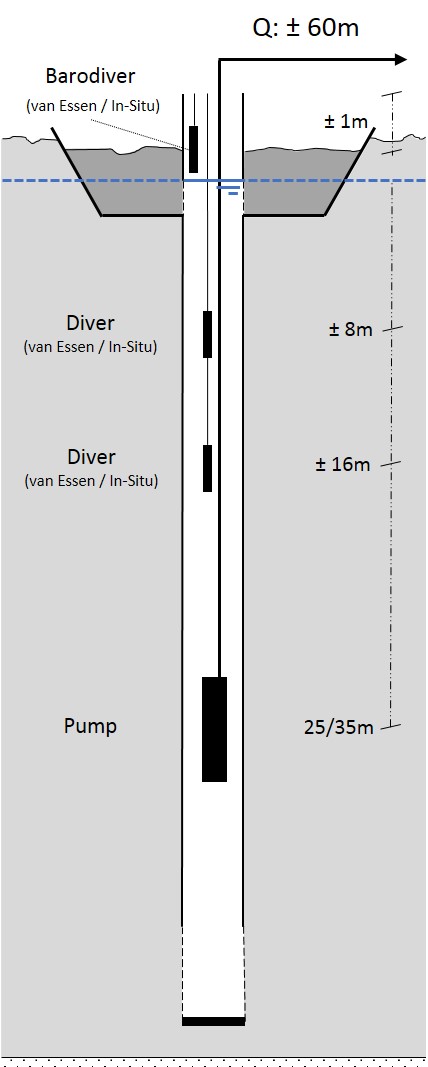 Q: ± 60m
Barodiver
(van Essen / In-Situ)
± 1m
Diver
(van Essen / In-Situ)
± 8m
Diver
(van Essen / In-Situ)
± 16m
Pump
25/35m